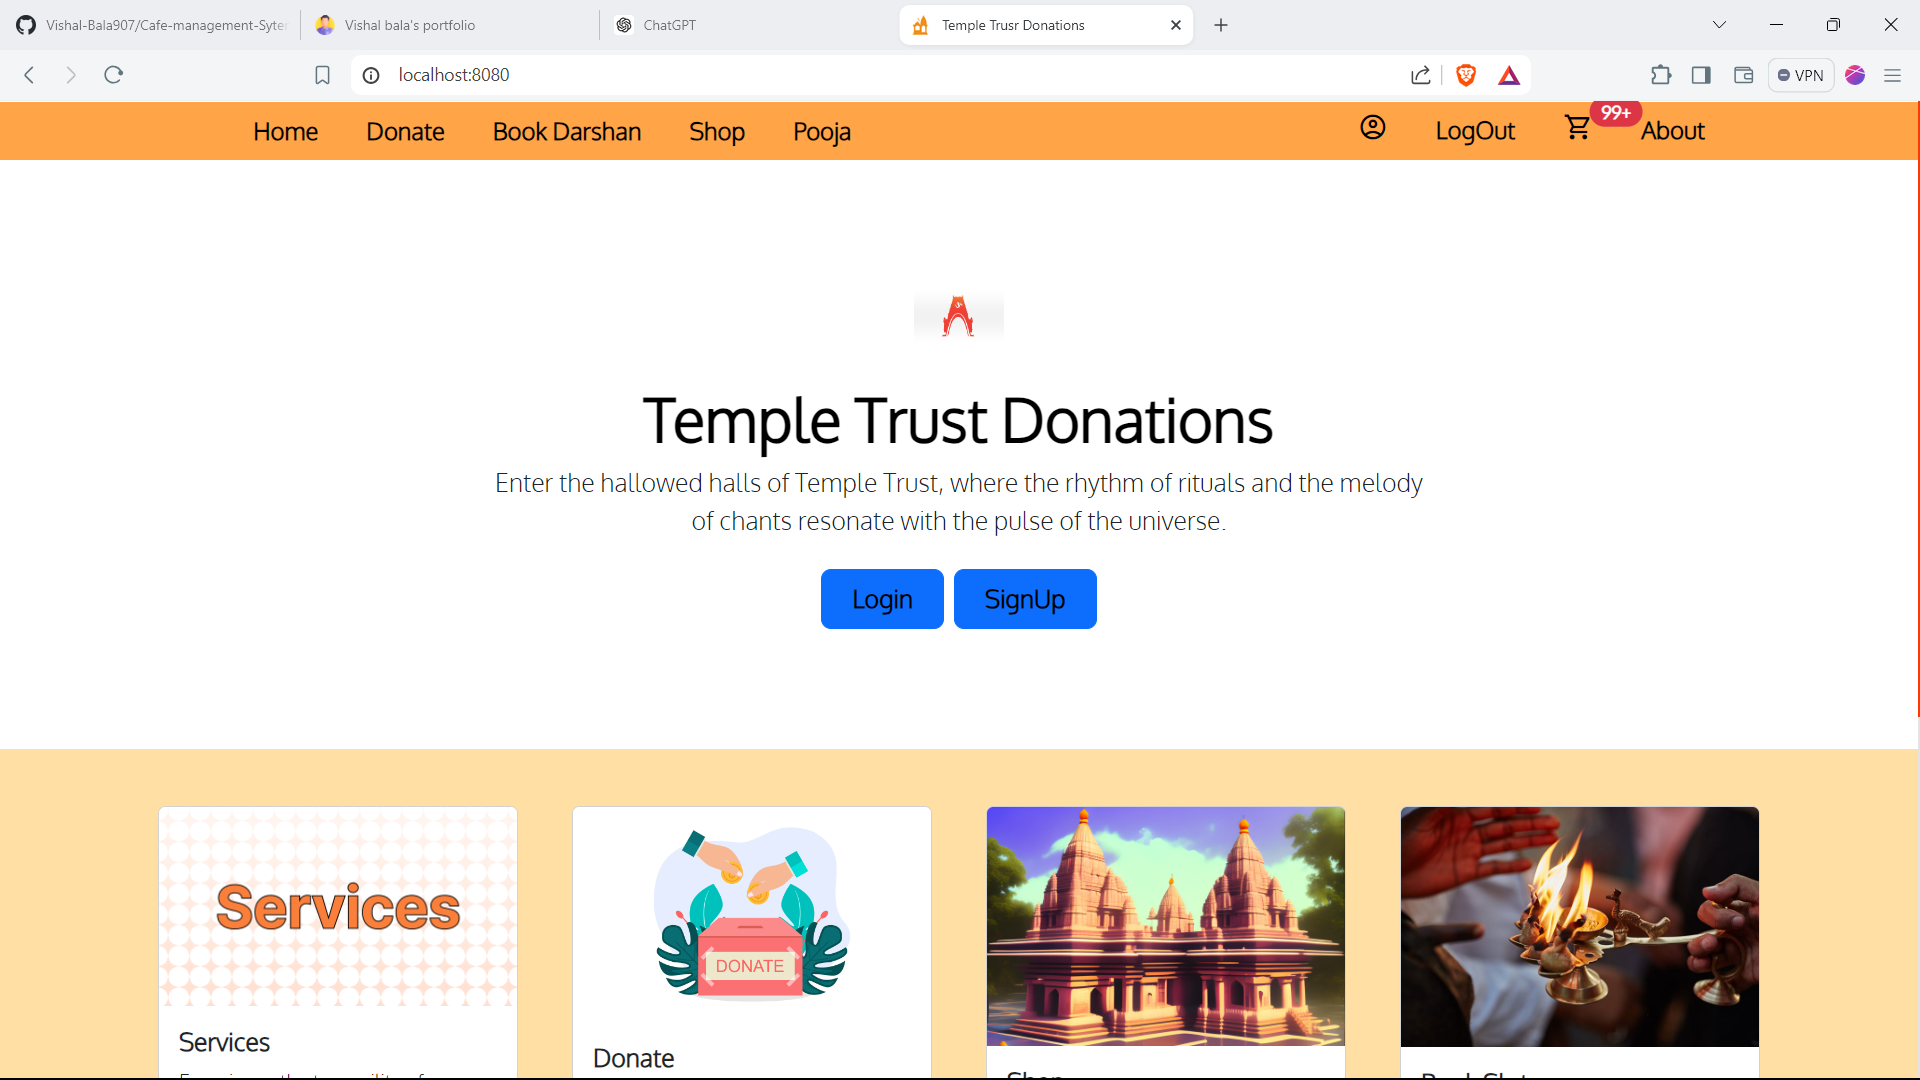 Vishal-Bala907/Cafe-management-Syte
Vishal bala's portfolio
ChatGPT
Temple Trusr Donations
localhost:8080
VPN
Home
Donate
Book Darshan
Shop
Pooja
LogOut
99+
About
Temple Trust Donations
Enter the hallowed halls of Temple Trust, where the rhythm of rituals and the melody
of chants resonate with the pulse of the universe.
Login
SignUp
Services
DONATE
Services
Donate
Shop